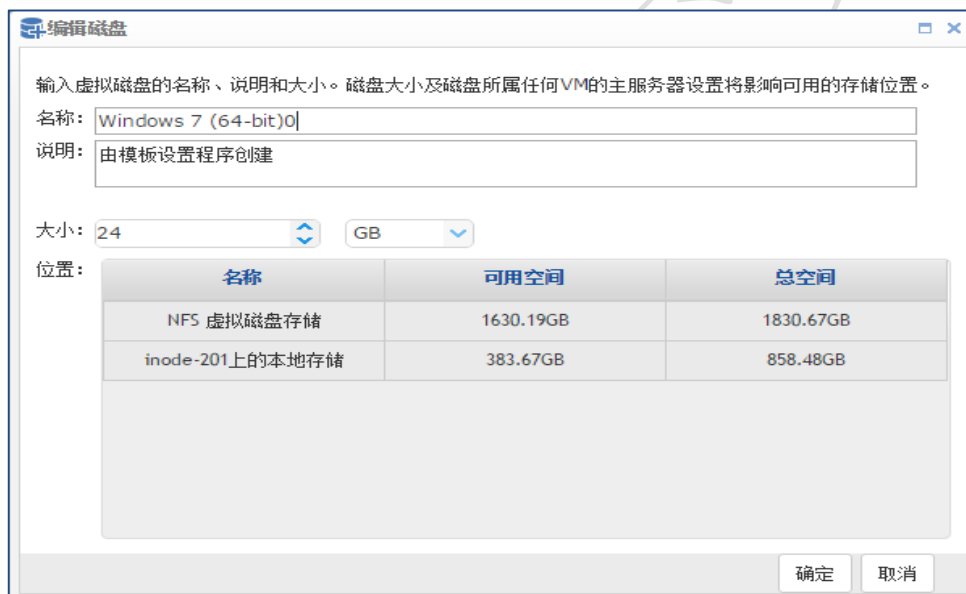 编辑磁盘
输入虚拟磁盘的名称、说明和大小。磁盘大小及磁盘所属任何VM的主服务器设置将影响可用的存储位置。
名称: Windows 7 (64-bit)0
说明: 由模板设置程序创建
大小: 24 GB
位置: 名称 可用空间 总空间
NFS 虚拟磁盘存储 1630.19GB 1830.67GB
inode-201上的本地存储 383.67GB 858.48GB
确定 取消